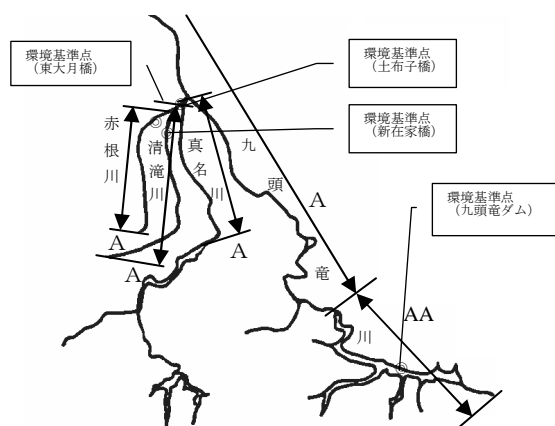 環境基準点
（東大月橋）
環境基準点
（土布子橋）
環境基準点
（新在家橋）
環境基準点
（九頭竜ダム）
赤根川
清滝川
真名川
九頭竜川
A
A
A
A
AA